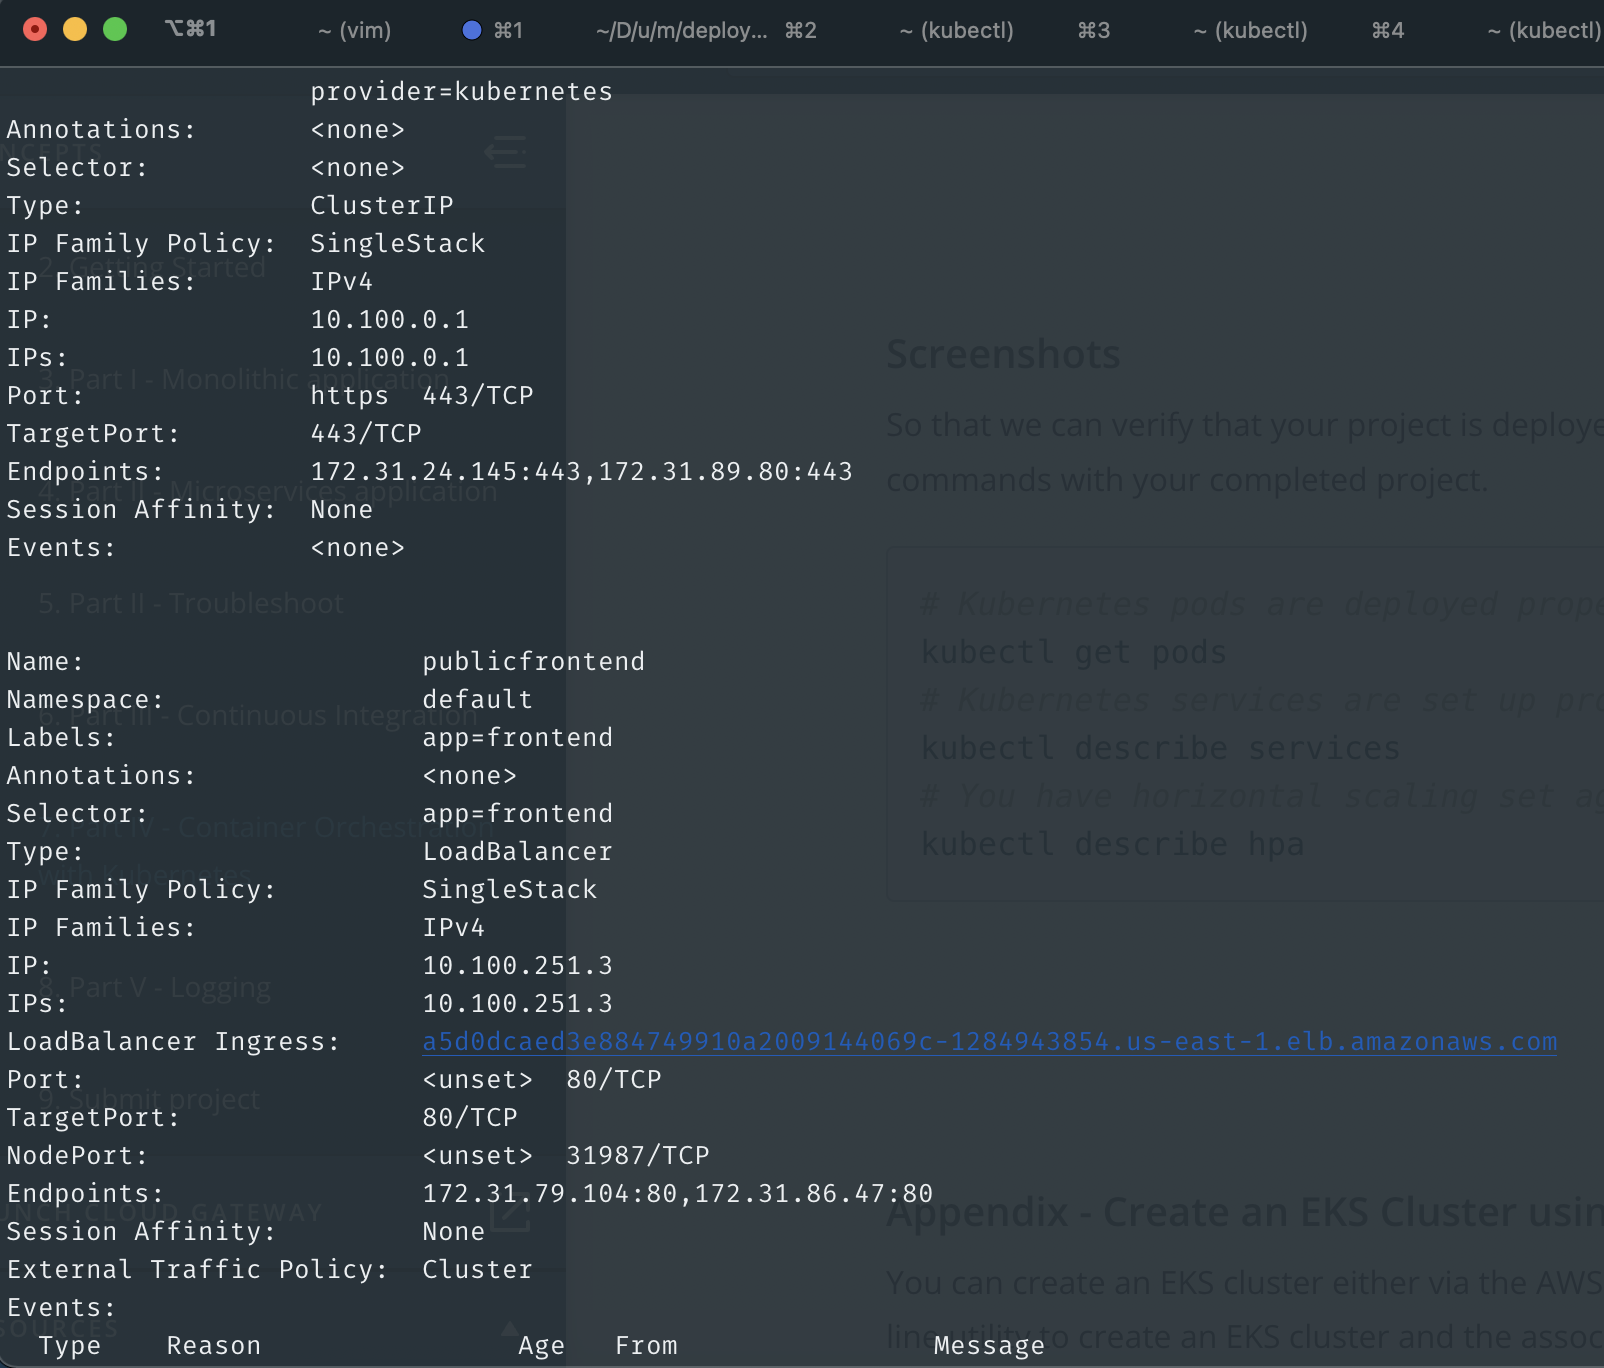 ⌥⌘1 ~ (vim) ⌘1 ~/D/u/m/deploy... ⌘2 ~ (kubectl) ⌘3 ~ (kubectl) ⌘4 ~ (kubectl)
provider=kubernetes
Annotations: <none>
NCEPTS
Selector: <none>
Type: ClusterIP
IP Family Policy: SingleStack
2. Getting Started
IP Families: IPv4
IP: 10.100.0.1
IPs: 10.100.0.1
3. Part I - Monolithic application
Port: https 443/TCP
TargetPort: 443/TCP
Endpoints: 172.31.24.145:443,172.31.89.80:443
4. Part II - Microservices application
Session Affinity: None
Events: <none>
5. Part II - Troubleshoot
Name: publicfrontend
Namespace: default
6. Part III - Continuous Integration
Labels: app=frontend
Annotations: <none>
Selector: app=frontend
7. Part IV - Container Orchestration
Type: LoadBalancer
with Kubernetes
IP Family Policy: SingleStack
IP Families: IPv4
IP: 10.100.251.3
8. Part V - Logging
IPs: 10.100.251.3
LoadBalancer Ingress: a5d0dcaed3e884749910a2009144069c-1284943854.us-east-1.elb.amazonaws.com
Port: <unset> 80/TCP
9. Submit project
TargetPort: 80/TCP
NodePort: <unset> 31987/TCP
Endpoints: 172.31.79.104:80,172.31.86.47:80
NCH CLOUD GATEWAY
Session Affinity: None
External Traffic Policy: Cluster
Events:
SOURCES
Type Reason Age From Message
Screenshots
So that we can verify that your project is deploye
commands with your completed project.
# Kubernetes pods are deployed prope
kubectl get pods
# Kubernetes services are set up pro
kubectl describe services
# You have horizontal scaling set ag
kubectl describe hpa
Appendix - Create an EKS Cluster usin
You can create an EKS cluster either via the AWS
line utility to create an EKS cluster and the assoc